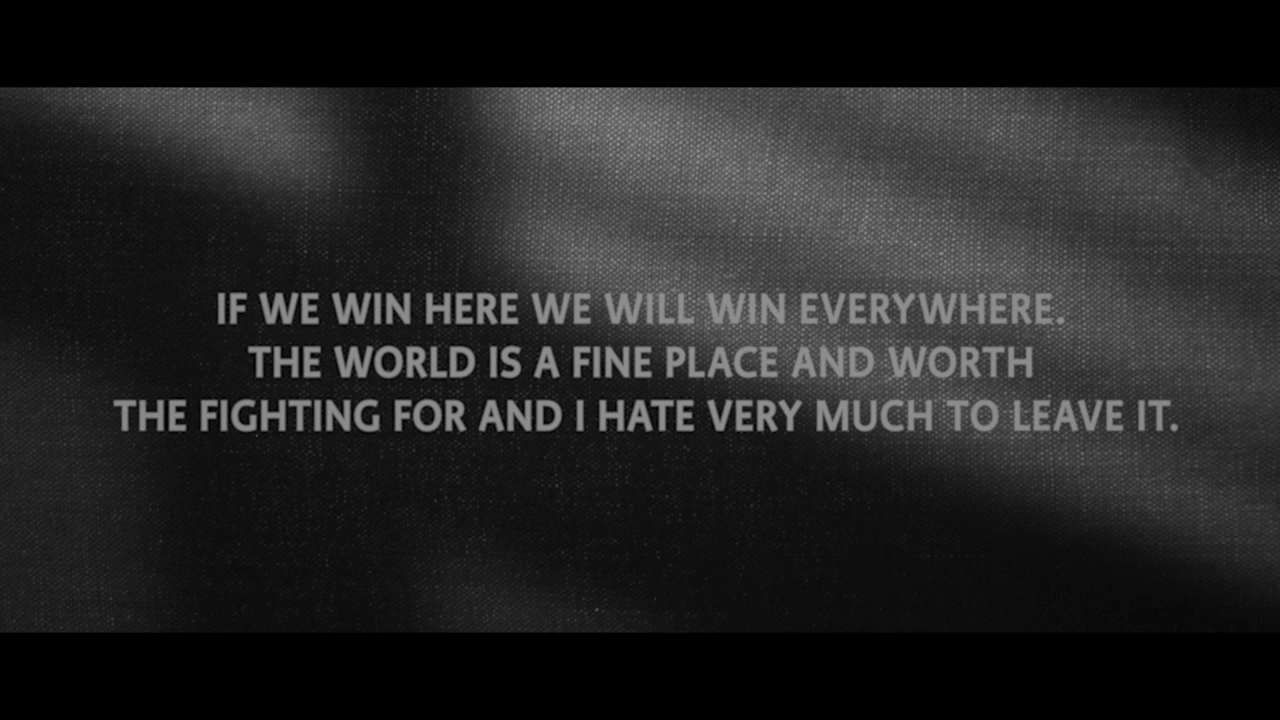 IF WE WIN HERE WE WILL WIN EVERYWHERE.
THE WORLD IS A FINE PLACE AND WORTH
THE FIGHTING FOR AND I HATE VERY MUCH TO LEAVE IT.